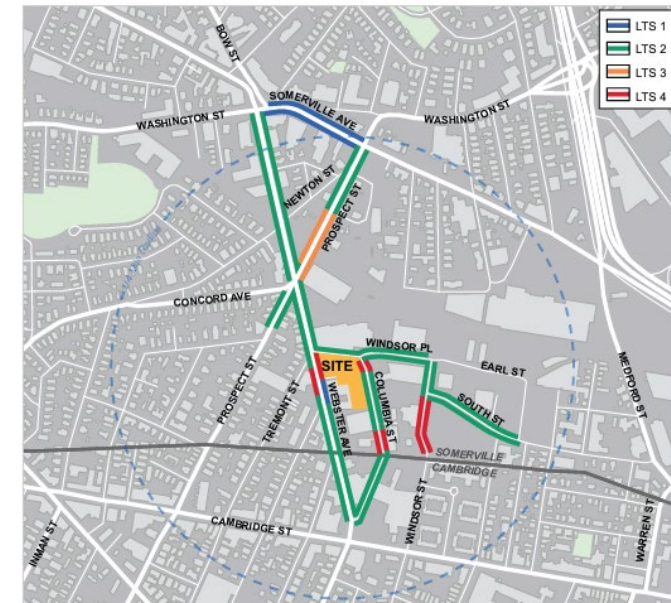 LTS 1
LTS 2
LTS 3
LTS 4
BOW ST
SOMERVILLE AVE
WASHINGTON ST
WASHINGTON ST
NEWTON ST
PROSPECT ST
CONCORD AVE
WINDSOR PL
EARL ST
SITE
SOUTH ST
MEDFORD ST
PROSPECT ST
TREMONT ST
WEBSTER AVE
COLUMBIA ST
SOMERVILLE
CAMBRIDGE
WINDSOR ST
CAMBRIDGE ST
INMAN ST
WARREN ST